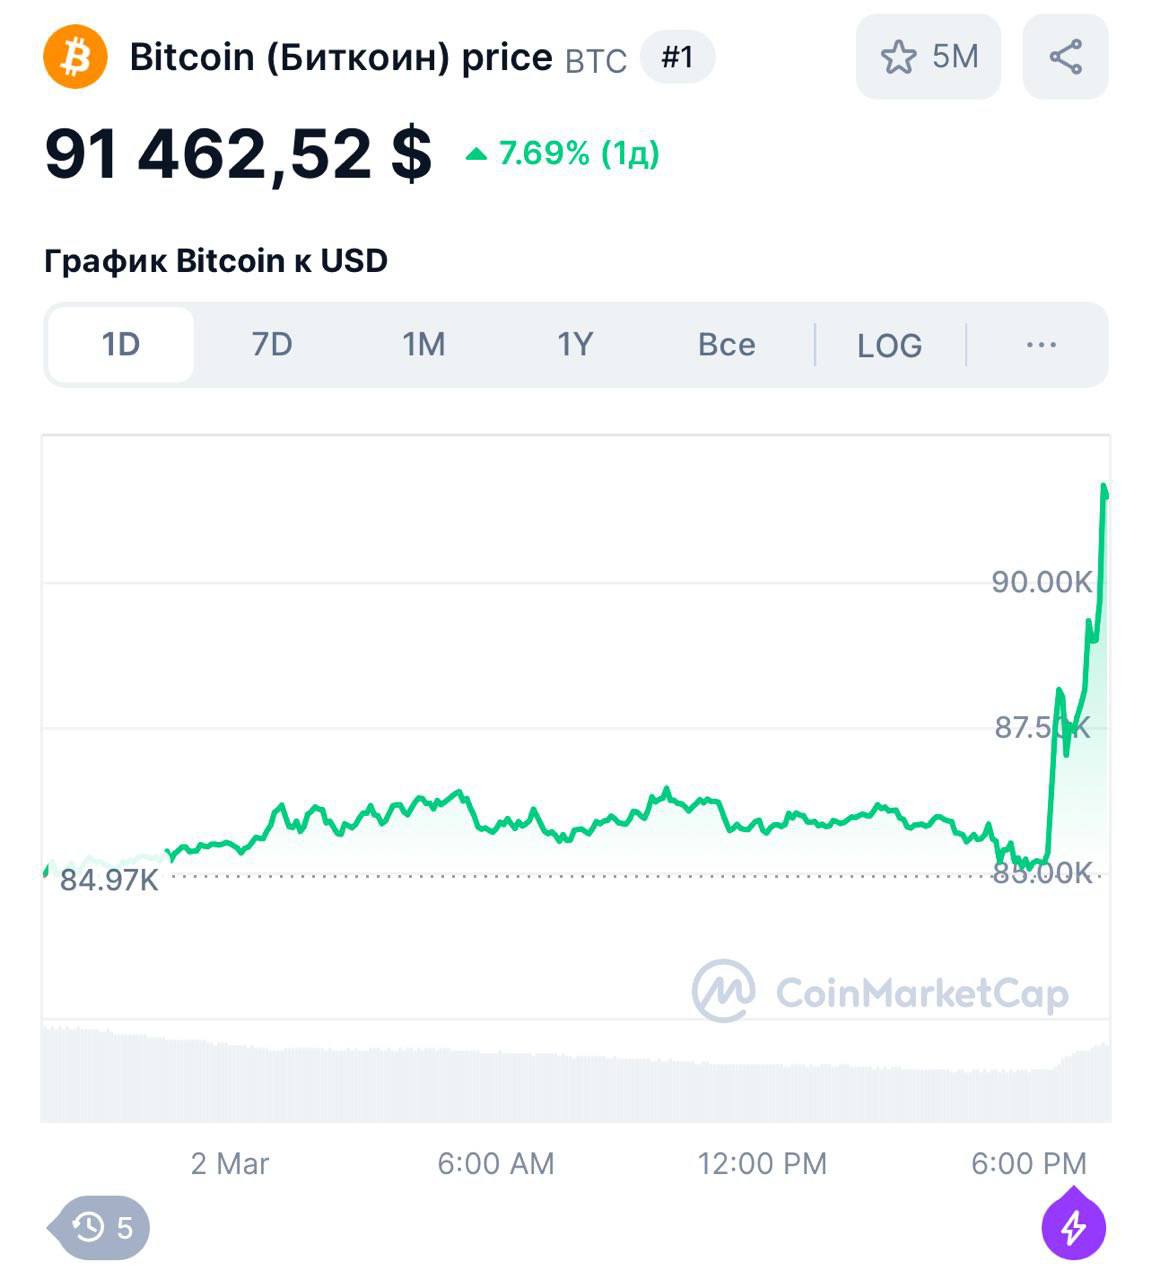 Bitcoin (Биткоин) price BTC #1 5M
91 462,52 $ 7.69% (1д)
График Bitcoin к USD
1D 7D 1M 1Y Все LOG ...
90.00K
87.50K
84.97K 85.00K
CoinMarketCap
2 Mar 6:00 AM 12:00 PM 6:00 PM
5